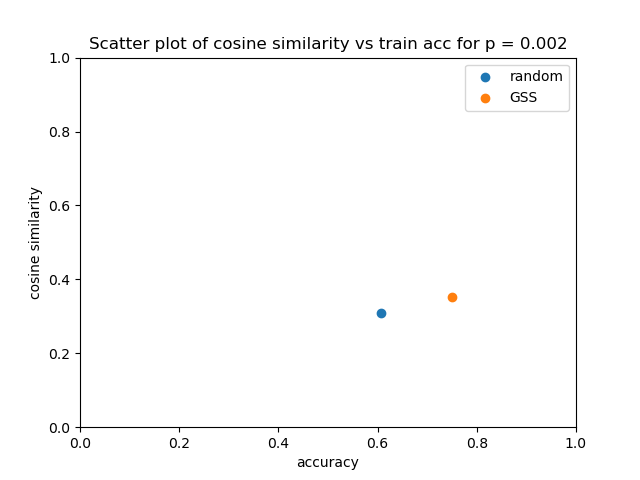 Scatter plot of cosine similarity vs train acc for p = 0.002
random
GSS
cosine similarity
1.0
0.8
0.6
0.4
0.2
0.0
0.0 0.2 0.4 0.6 0.8 1.0
accuracy